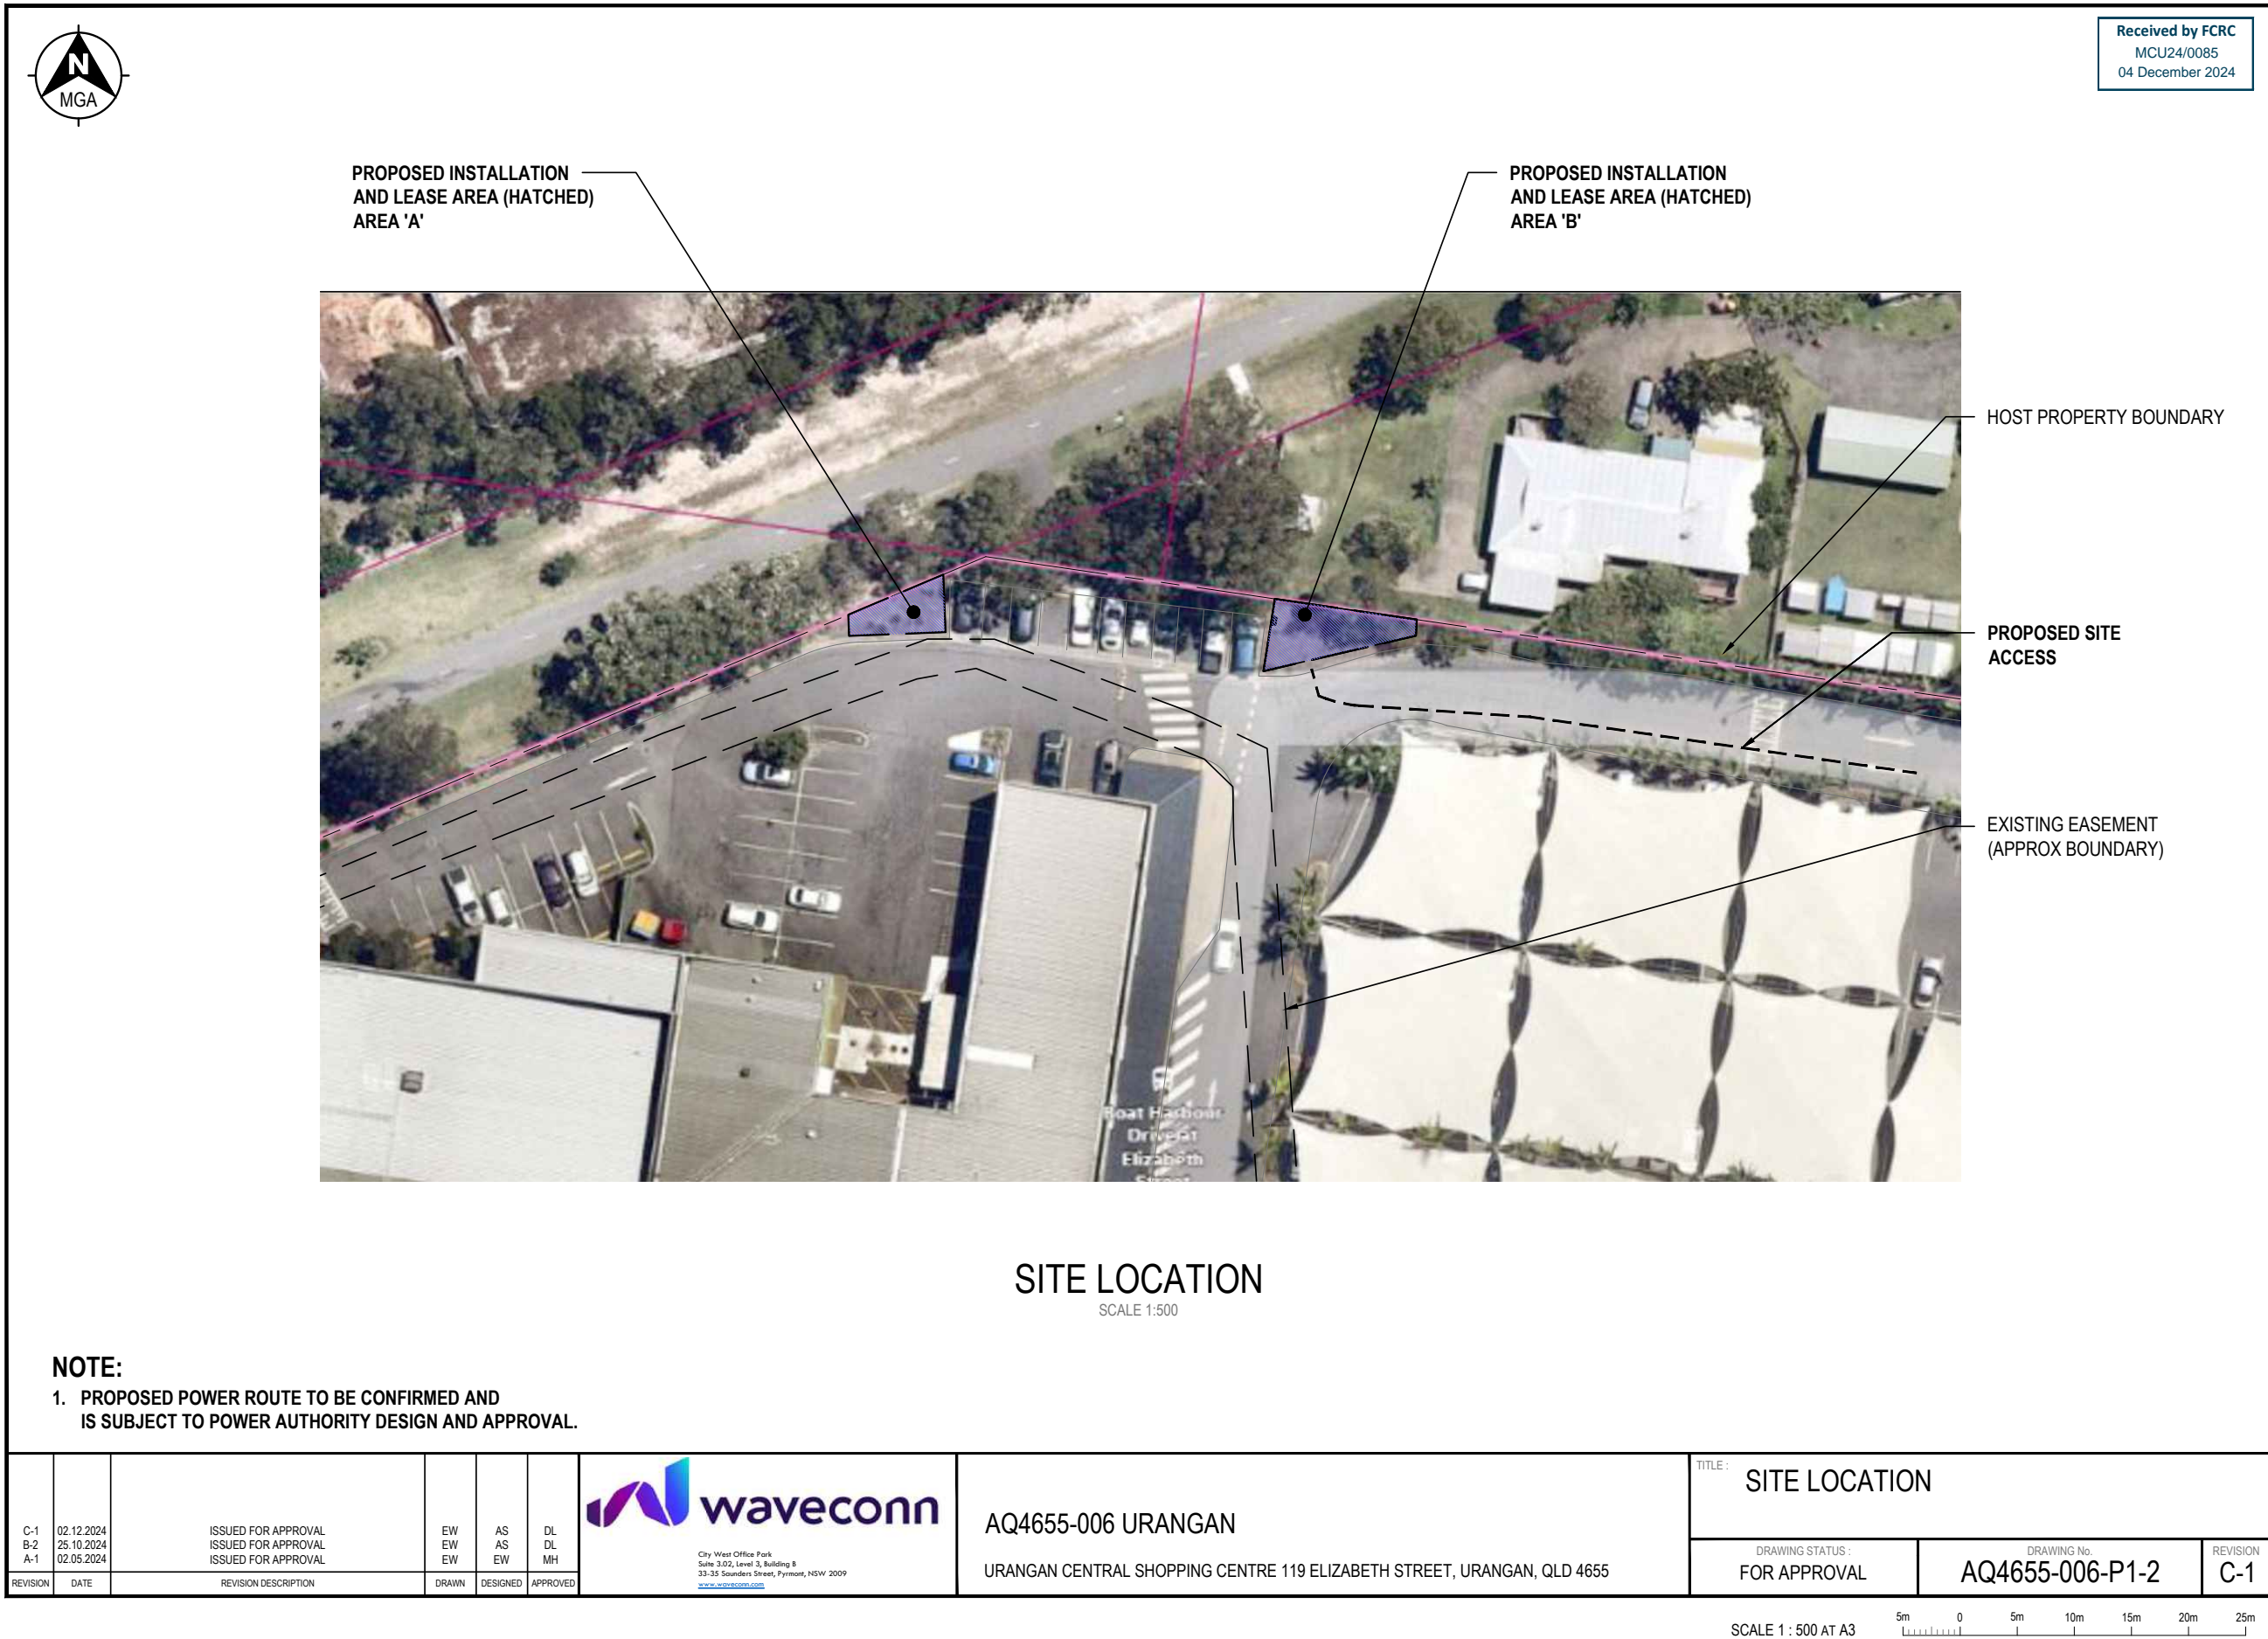 N
MGA
Received by FCRC
MCU24/0085
04 December 2024
PROPOSED INSTALLATION
AND LEASE AREA (HATCHED)
AREA 'A'
PROPOSED INSTALLATION
AND LEASE AREA (HATCHED)
AREA 'B'
HOST PROPERTY BOUNDARY
PROPOSED SITE
ACCESS
EXISTING EASEMENT
(APPROX BOUNDARY)
Boat Harbour
Drive at
Elizabeth
Street
SITE LOCATION
SCALE 1:500
NOTE:
1. PROPOSED POWER ROUTE TO BE CONFIRMED AND
IS SUBJECT TO POWER AUTHORITY DESIGN AND APPROVAL.
C-1 02.12.2024 ISSUED FOR APPROVAL EW AS DL
B-2 25.10.2024 ISSUED FOR APPROVAL EW AS DL
A-1 02.05.2024 ISSUED FOR APPROVAL EW EW MH
REVISION DATE REVISION DESCRIPTION DRAWN DESIGNED APPROVED
waveconn
City West Office Park
Suite 3.02, Level 3, Building B
33-35 Saunders Street, Pyrmont, NSW 2009
www.waveconn.com
AQ4655-006 URANGAN
URANGAN CENTRAL SHOPPING CENTRE 119 ELIZABETH STREET, URANGAN, QLD 4655
TITLE :
SITE LOCATION
DRAWING STATUS :
FOR APPROVAL
DRAWING No.
AQ4655-006-P1-2
REVISION
C-1
SCALE 1 : 500 AT A3
5m 0 5m 10m 15m 20m 25m